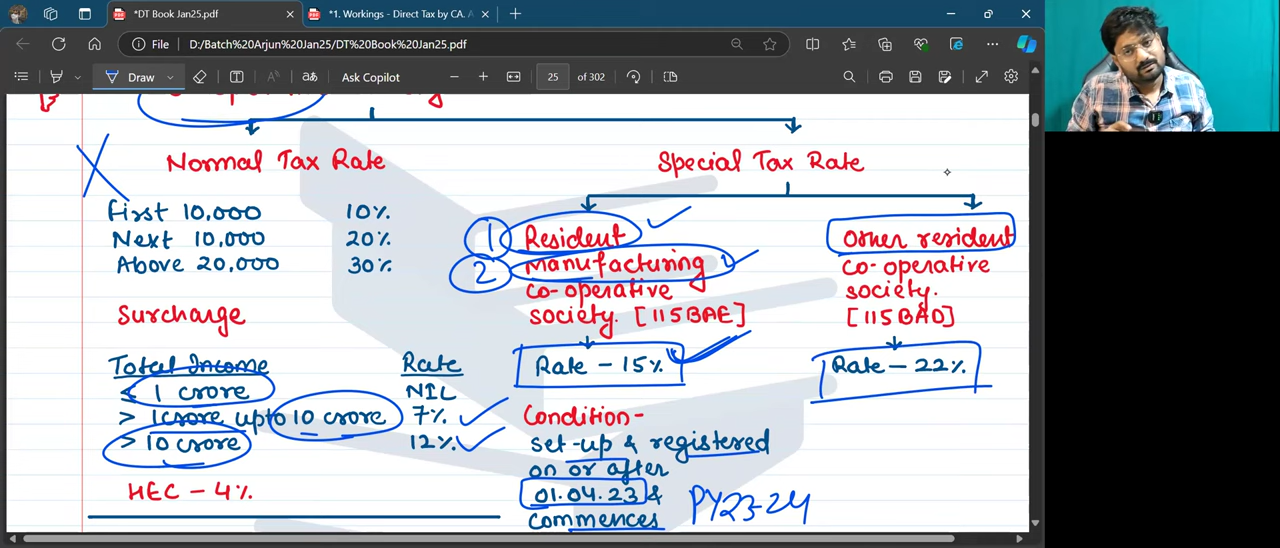 *DT Book Jan25.pdf
*1. Workings - Direct Tax by CA. A
File
D:/Batch%20Arjun%20Jan25/DT%20Book%20Jan25.pdf
Draw
aあ
Ask Copilot
25
of 302
Normal Tax Rate
First 10,000 10%
Next 10,000 20%
Above 20,000 30%
Surcharge
Total Income Rate
≤ 1 crore NIL
> 1crore upto 10 crore 7%
> 10 crore 12%
HEC - 4%
Special Tax Rate
1 Resident
2 Manufacturing
co-operative
society. [115BAE]
Rate - 15%
Condition-
set-up & registered
on or after
01.04.23 &
commences
PY23-24
Other resident
co-operative
society.
[115BAD]
Rate - 22%